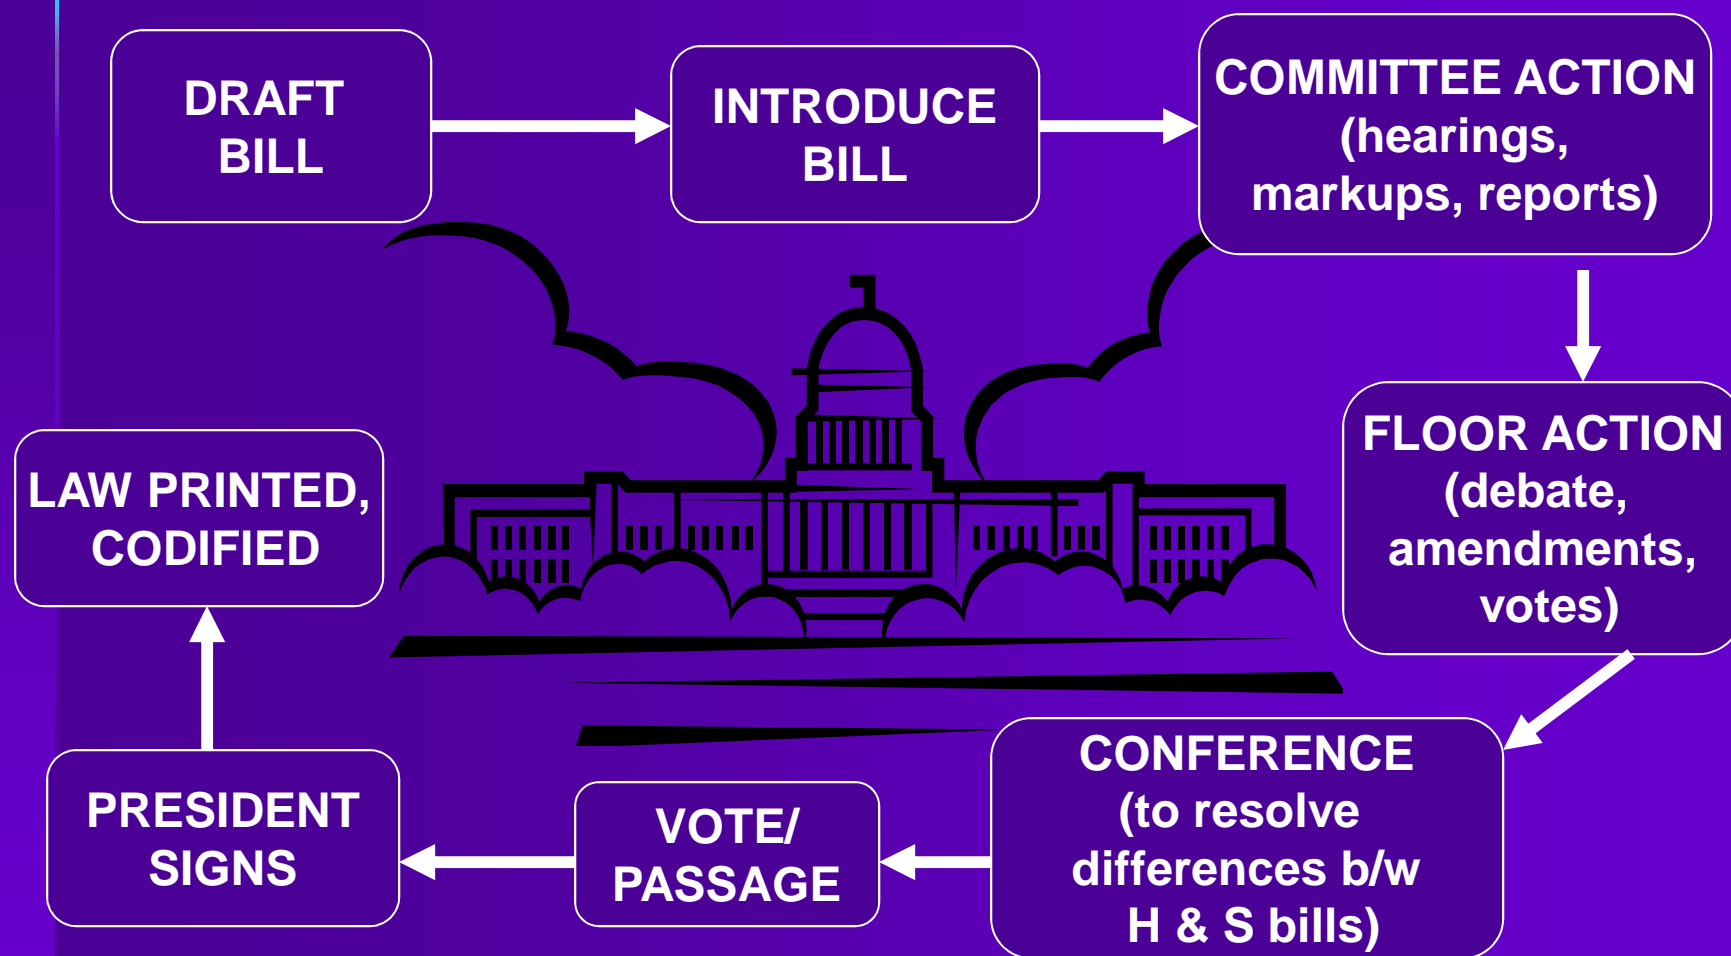 DRAFT
BILL
INTRODUCE
BILL
COMMITTEE ACTION
(hearings,
markups, reports)
FLOOR ACTION
(debate,
amendments,
votes)
CONFERENCE
(to resolve
differences b/w
H & S bills)
VOTE/
PASSAGE
PRESIDENT
SIGNS
LAW PRINTED,
CODIFIED